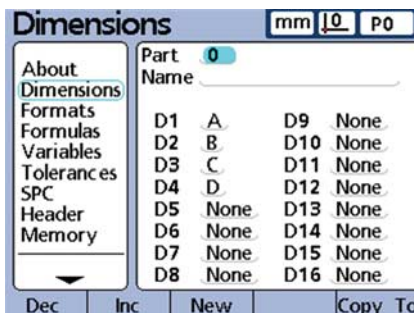 Dimensions mm 0 P0
About
Dimensions
Formats
Formulas
Variables
Tolerances
SPC
Header
Memory
Part 0
Name
D1 A D9 None
D2 B D10 None
D3 C D11 None
D4 D D12 None
D5 None D13 None
D6 None D14 None
D7 None D15 None
D8 None D16 None
Dec Inc New Copy To